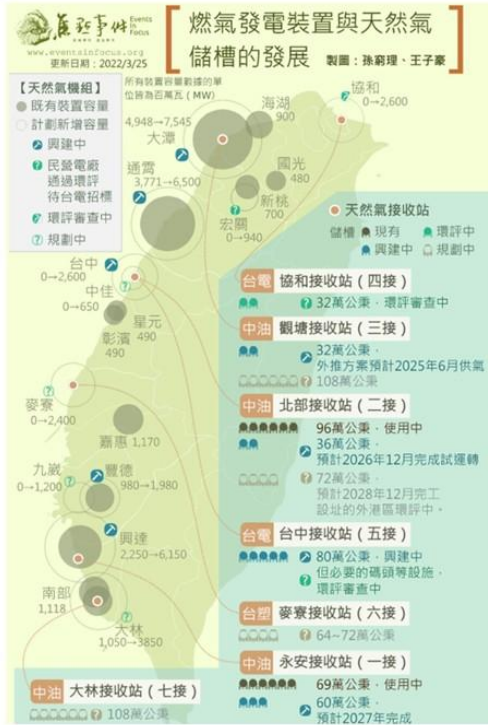 焦點事件
Events in Focus
www.eventsinfocus.org
更新日期：2022/3/25
燃氣發電裝置與天然氣
儲槽的發展
製圖：孫窮理、王子豪
【天然氣機組】
既有裝置容量
計劃新增容量
興建中
民營電廠
通過環評
待台電招標
環評審查中
規劃中
所有裝置容量數據的單
位皆為百萬瓦（MW）
協和
0→2,600
海湖
900
4,948→7,545
大潭
國光
480
通霄
3,771→6,500
新桃
700
宏關
0→940
台中
0→2,600
中佳
0→650
星元
490
彰濱
490
麥寮
0→2,400
嘉惠 1,170
九崴
0→1,200
豐德
980→1,980
興達
2,250→6,150
南部
1,118
大林
1,050→3850
天然氣接收站
儲槽 現有 環評中
興建中 規劃中
台電 協和接收站（四接）
32萬公秉．環評審查中
中油 觀塘接收站（三接）
32萬公秉．
外推方案預計2025年6月供氣
108萬公秉
中油 北部接收站（二接）
96萬公秉．使用中
36萬公秉．
預計2026年12月完成試運轉
72萬公秉．
預計2028年12月完工
設址的外港區環評中。
台電 台中接收站（五接）
80萬公秉．興建中
但必要的碼頭等設施，
環評審查中
台塑 麥寮接收站（六接）
64~72萬公秉
中油 永安接收站（一接）
69萬公秉．使用中
60萬公秉．
預計2027年完成
中油 大林接收站（七接）
108萬公秉